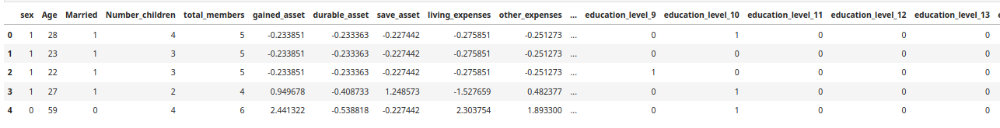 sex Age Married Number_children total_members gained_asset durable_asset save_asset living_expenses other_expenses ... education_level_9 education_level_10 education_level_11 education_level_12 education_level_13
0 1 28 1 4 5 -0.233851 -0.233363 -0.227442 -0.275851 -0.251273 ... 0 1 0 0 0
1 1 23 1 3 5 -0.233851 -0.233363 -0.227442 -0.275851 -0.251273 ... 0 0 0 0 0
2 1 22 1 3 5 -0.233851 -0.233363 -0.227442 -0.275851 -0.251273 ... 1 0 0 0 0
3 1 27 1 2 4 0.949678 -0.408733 1.248573 -1.527659 0.482377 ... 0 1 0 0 0
4 0 59 0 4 6 2.441322 -0.538818 -0.227442 2.303754 1.893300 ... 0 1 0 0 0